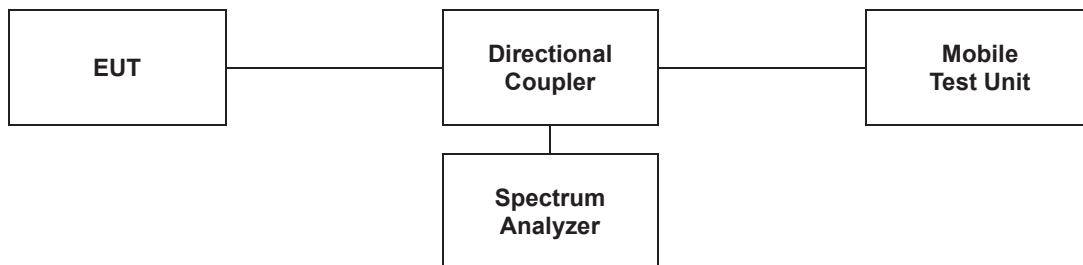 EUT
Directional
Coupler
Mobile
Test Unit
Spectrum
Analyzer